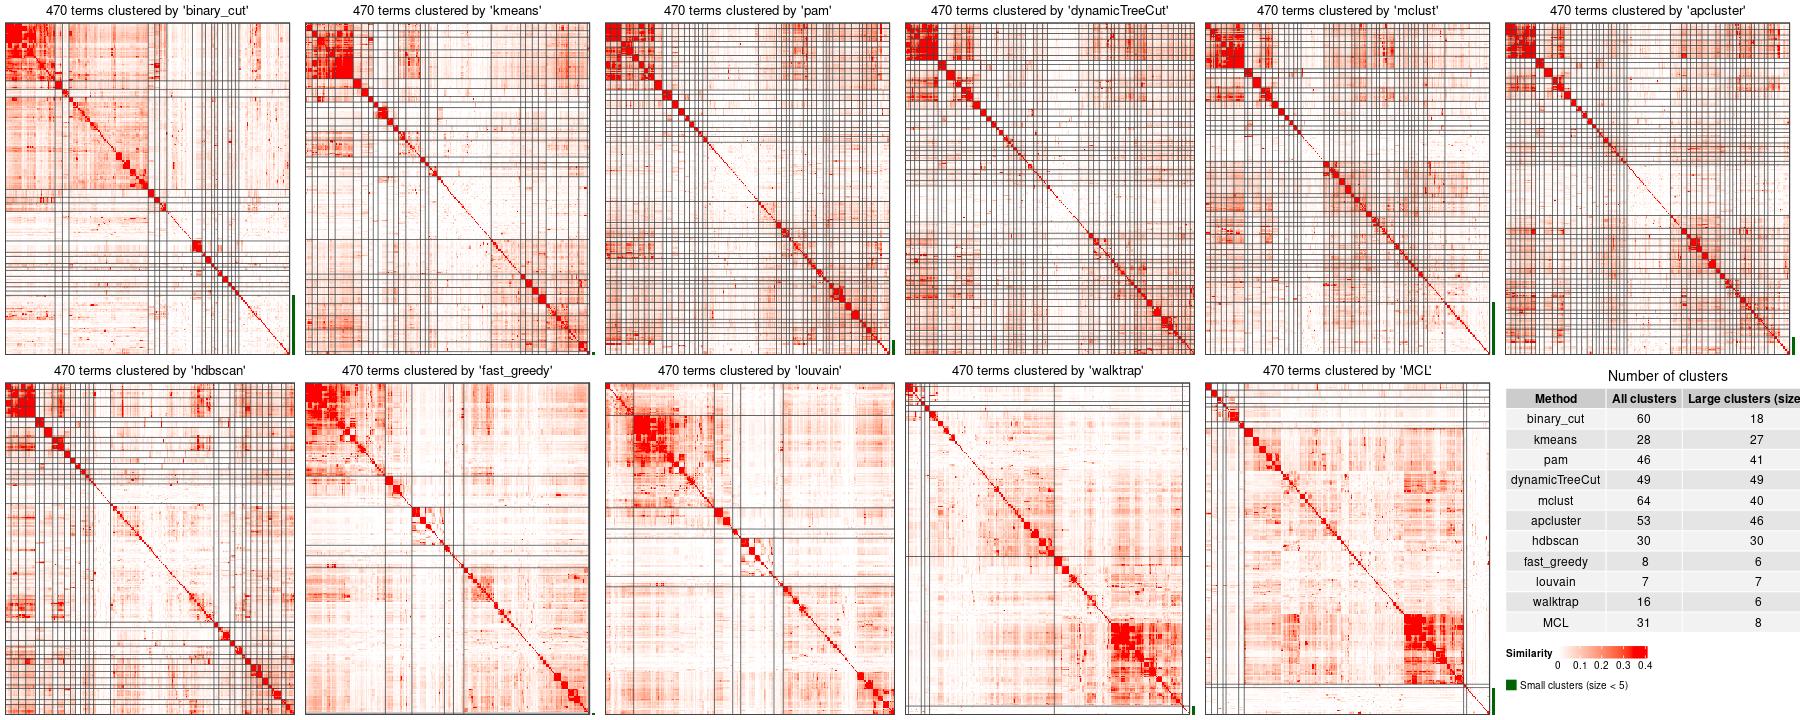 470 terms clustered by 'binary_cut'
470 terms clustered by 'kmeans'
470 terms clustered by 'pam'
470 terms clustered by 'dynamicTreeCut'
470 terms clustered by 'mclust'
470 terms clustered by 'apcluster'
470 terms clustered by 'hdbscan'
470 terms clustered by 'fast_greedy'
470 terms clustered by 'louvain'
470 terms clustered by 'walktrap'
470 terms clustered by 'MCL'
Number of clusters
Method All clusters Large clusters (size
binary_cut 60 18
kmeans 28 27
pam 46 41
dynamicTreeCut 49 49
mclust 64 40
apcluster 53 46
hdbscan 30 30
fast_greedy 8 6
louvain 7 7
walktrap 16 6
MCL 31 8
Similarity
0 0.1 0.2 0.3 0.4
Small clusters (size < 5)